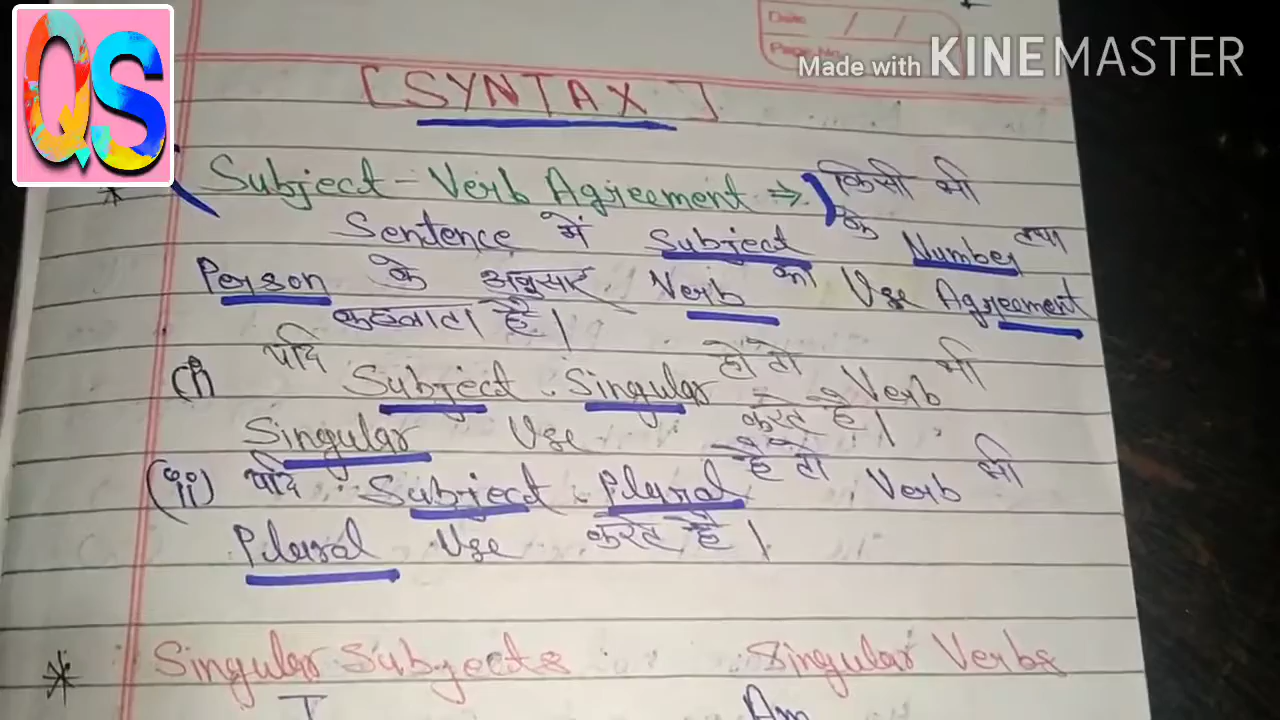 QS
Date / /
Page No.
Made with KINEMASTER
[SYNTAX]
* Subject-Verb Agreement ⇒ किसी भी
Sentence में Subject के Number तथा
Person के अनुसार Verb का Use Agreement
कहलाता है।
(i) यदि Subject Singular हो तो Verb भी
Singular Use करते है।
(ii) यदि Subject Plural है तो Verb भी
Plural Use करते है।
* Singular Subjects Singular Verbs
I Am